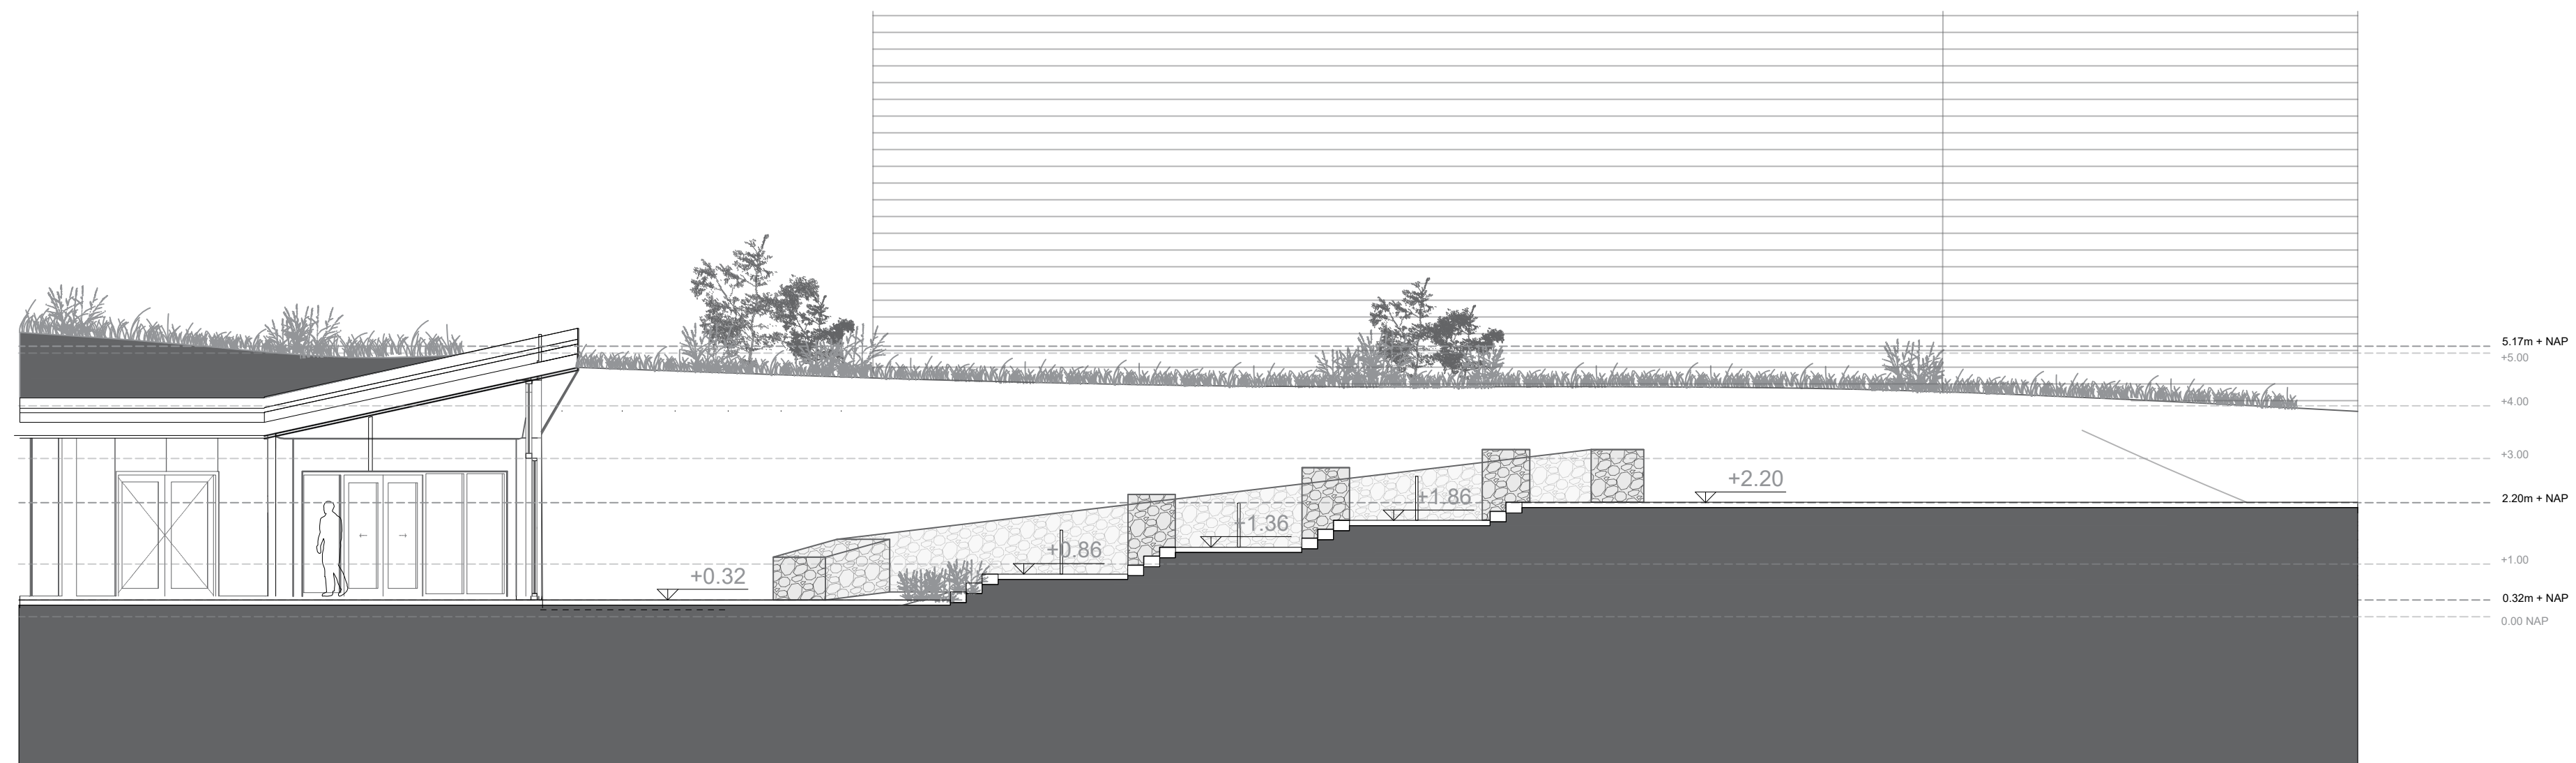 5.17m + NAP
+5.00
+4.00
+3.00
+2.20
+1.86
2.20m + NAP
+1.36
+0.86
+1.00
+0.32
0.32m + NAP
0.00 NAP